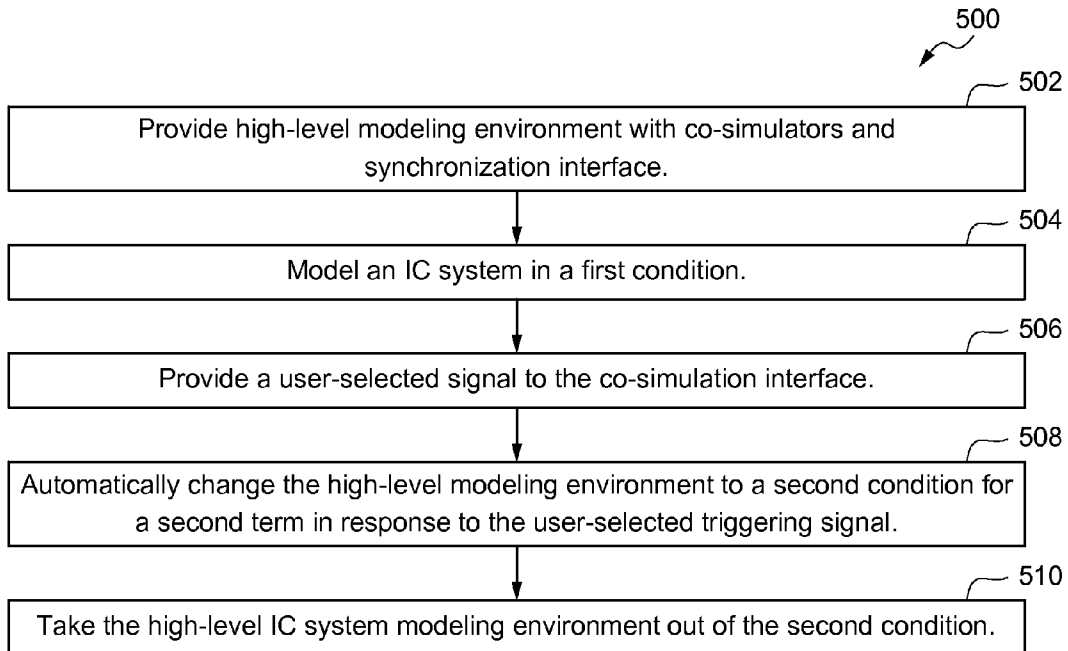 500
502
Provide high-level modeling environment with co-simulators and
synchronization interface.
504
Model an IC system in a first condition.
506
Provide a user-selected signal to the co-simulation interface.
508
Automatically change the high-level modeling environment to a second condition for
a second term in response to the user-selected triggering signal.
510
Take the high-level IC system modeling environment out of the second condition.